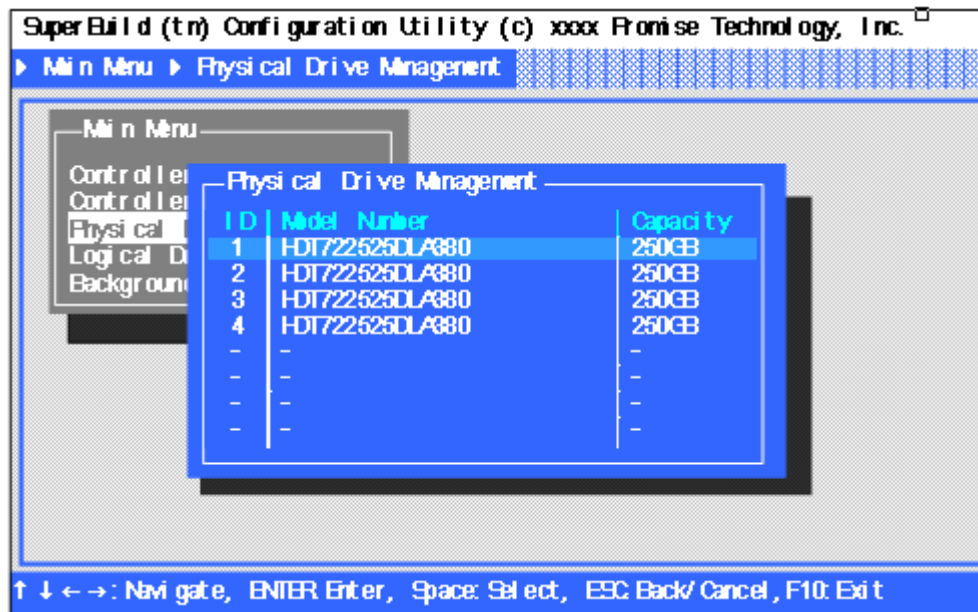 SuperBuild (tm) Configuration Utility (c) xxxx Promise Technology, Inc.
Main Menu Physical Drive Management
Main Menu
Controller
Controller
Physical D
Logical Dr
Background
Physical Drive Management
ID Model Number Capacity
1 HDT722525DLA380 250GB
2 HDT722525DLA380 250GB
3 HDT722525DLA380 250GB
4 HDT722525DLA380 250GB
- - -
- - -
- - -
- - -
↑ ↓ ← →: Navigate, ENTER: Enter, Space: Select, ESC: Back/Cancel, F10: Exit